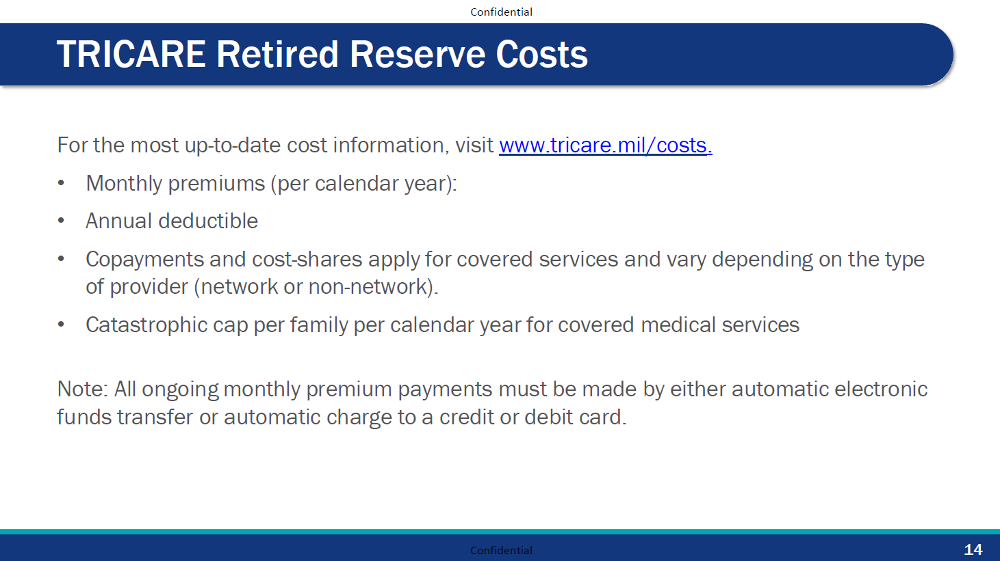 Confidential
TRICARE Retired Reserve Costs
For the most up-to-date cost information, visit www.tricare.mil/costs.
• Monthly premiums (per calendar year):
• Annual deductible
• Copayments and cost-shares apply for covered services and vary depending on the type
of provider (network or non-network).
• Catastrophic cap per family per calendar year for covered medical services
Note: All ongoing monthly premium payments must be made by either automatic electronic
funds transfer or automatic charge to a credit or debit card.
Confidential
14